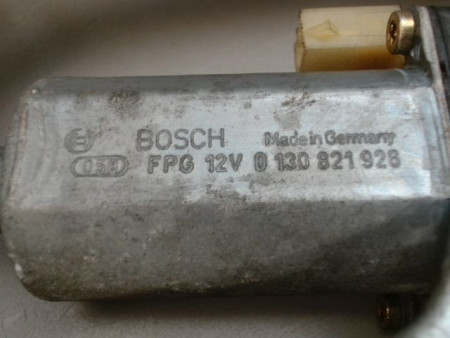 BOSCH Made in Germany
FPG 12V 0 130 821 928